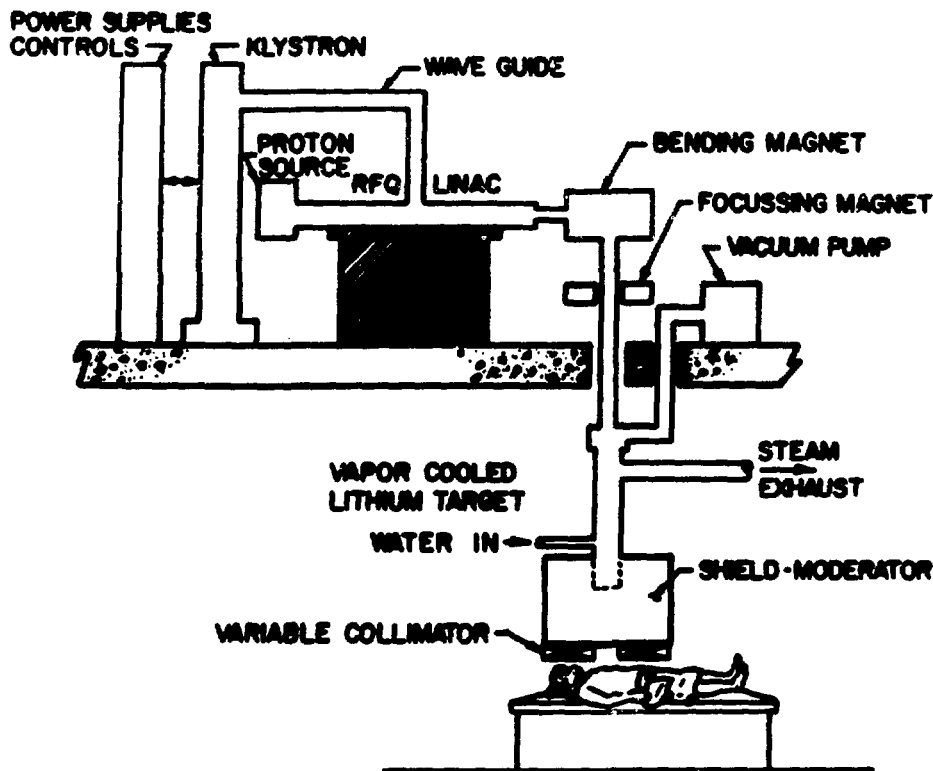 POWER SUPPLIES
CONTROLS
KLYSTRON
WAVE GUIDE
PROTON
SOURCE
RFQ LINAC
BENDING MAGNET
FOCUSSING MAGNET
VACUUM PUMP
VAPOR COOLED
LITHIUM TARGET
STEAM
EXHAUST
WATER IN
SHIELD-MODERATOR
VARIABLE COLLIMATOR